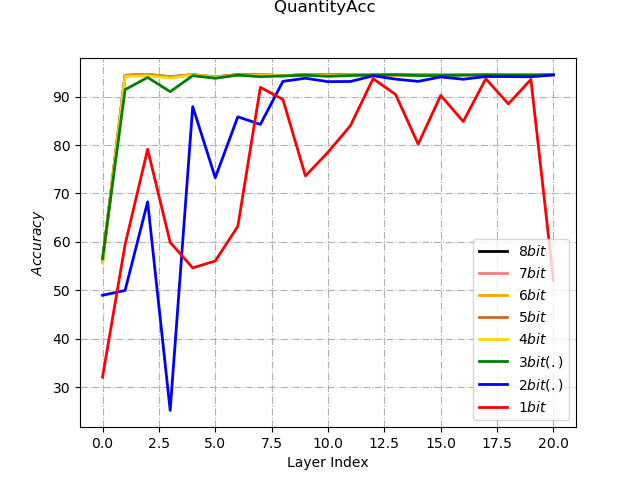 QuantityAcc
90
80
70
60
50
40
30
Accuracy
0.0 2.5 5.0 7.5 10.0 12.5 15.0 17.5 20.0
Layer Index
8bit
7bit
6bit
5bit
4bit
3bit(.)
2bit(.)
1bit